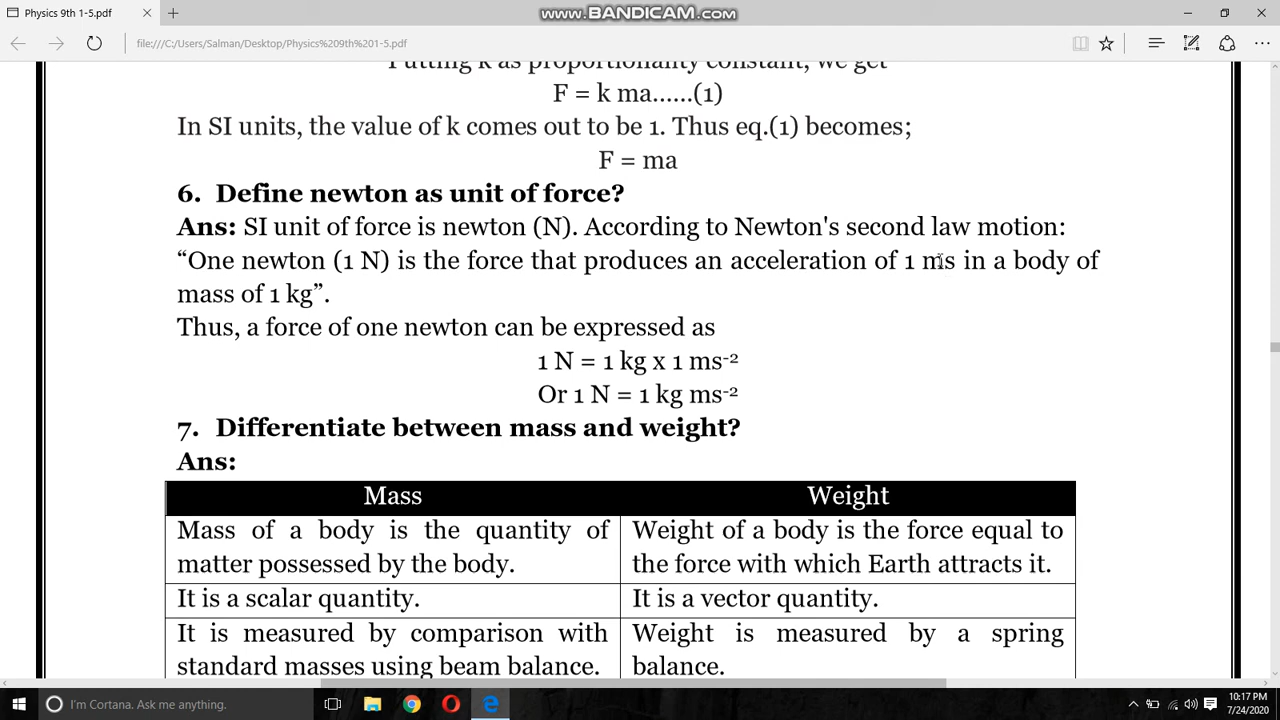 Physics 9th 1-5.pdf
www.BANDICAM.com
file:///C:/Users/Salman/Desktop/Physics%209th%201-5.pdf
Putting k as proportionality constant, we get
F = k ma......(1)
In SI units, the value of k comes out to be 1. Thus eq.(1) becomes;
F = ma
6. Define newton as unit of force?
Ans: SI unit of force is newton (N). According to Newton's second law motion:
“One newton (1 N) is the force that produces an acceleration of 1 ms in a body of
mass of 1 kg”.
Thus, a force of one newton can be expressed as
1 N = 1 kg x 1 ms-2
Or 1 N = 1 kg ms-2
7. Differentiate between mass and weight?
Ans:
Mass Weight
Mass of a body is the quantity of
matter possessed by the body.
Weight of a body is the force equal to
the force with which Earth attracts it.
It is a scalar quantity.
It is a vector quantity.
It is measured by comparison with
standard masses using beam balance.
Weight is measured by a spring
balance.
I'm Cortana. Ask me anything.
10:17 PM
7/24/2020